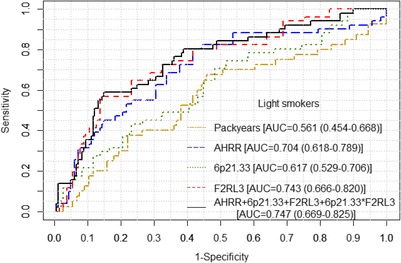 1.0
0.8
0.6
0.4
0.2
0.0
Sensitivity
Light smokers
Packyears [AUC=0.561 (0.454-0.668)]
AHRR [AUC=0.704 (0.618-0.789)]
6p21.33 [AUC=0.617 (0.529-0.706)]
F2RL3 [AUC=0.743 (0.666-0.820)]
AHRR+6p21.33+F2RL3+6p21.33*F2RL3
[AUC=0.747 (0.669-0.825)]
0.0 0.1 0.2 0.3 0.4 0.5 0.6 0.7 0.8 0.9 1.0
1-Specificity